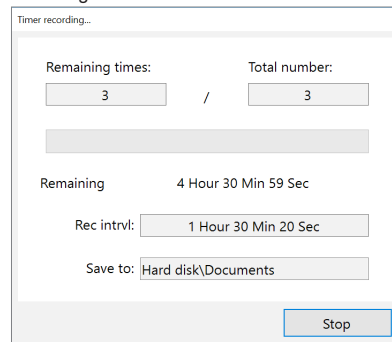 Timer recording...
Remaining times: Total number:
3 / 3
Remaining 4 Hour 30 Min 59 Sec
Rec intrvl: 1 Hour 30 Min 20 Sec
Save to: Hard disk\Documents
Stop